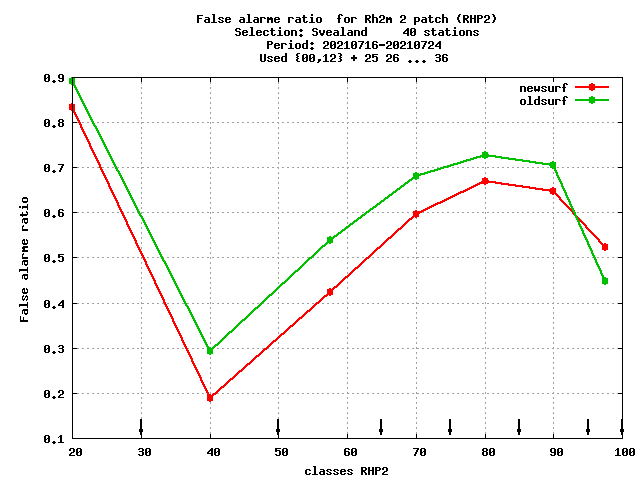 False alarme ratio for Rh2m 2 patch (RHP2)
Selection: Svealand 40 stations
Period: 20210716-20210724
Used {00,12} + 25 26 ... 36
newsurf
oldsurf
0.9
0.8
0.7
0.6
0.5
0.4
0.3
0.2
0.1
False alarme ratio
20 30 40 50 60 70 80 90 100
classes RHP2